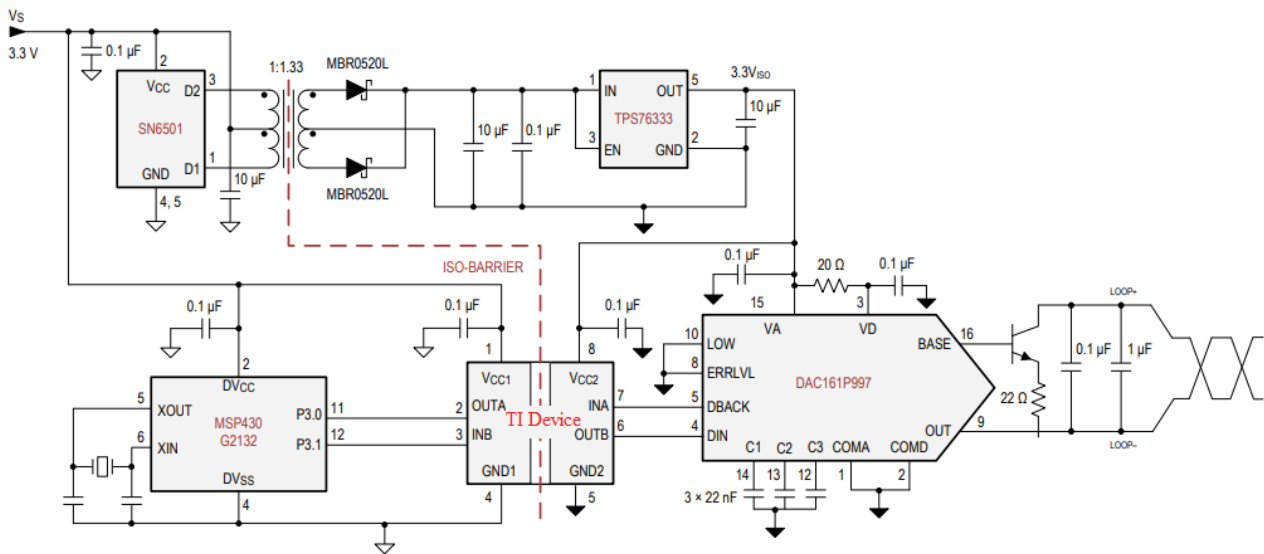 VS
3.3 V
0.1 µF
2
VCC
D2
3
SN6501
D1
1
GND
4, 5
10 µF
1:1.33
MBR0520L
MBR0520L
10 µF
0.1 µF
1
IN
OUT
5
TPS76333
3
EN
GND
2
3.3VISO
10 µF
ISO-BARRIER
0.1 µF
20 Ω
0.1 µF
0.1 µF
0.1 µF
0.1 µF
2
DVCC
5
XOUT
6
XIN
MSP430
G2132
P3.0
11
P3.1
12
DVSS
4
1
VCC1
2
OUTA
3
INB
GND1
4
TI Device
8
VCC2
INA
7
OUTB
6
GND2
5
15
VA
3
VD
10
LOW
8
ERRLVL
5
DBACK
4
DIN
DAC161P997
BASE
16
OUT
9
C1
C2
C3
COMA
COMD
14
13
12
1
2
3 × 22 nF
22 Ω
0.1 µF
1 µF
LOOP+
LOOP–